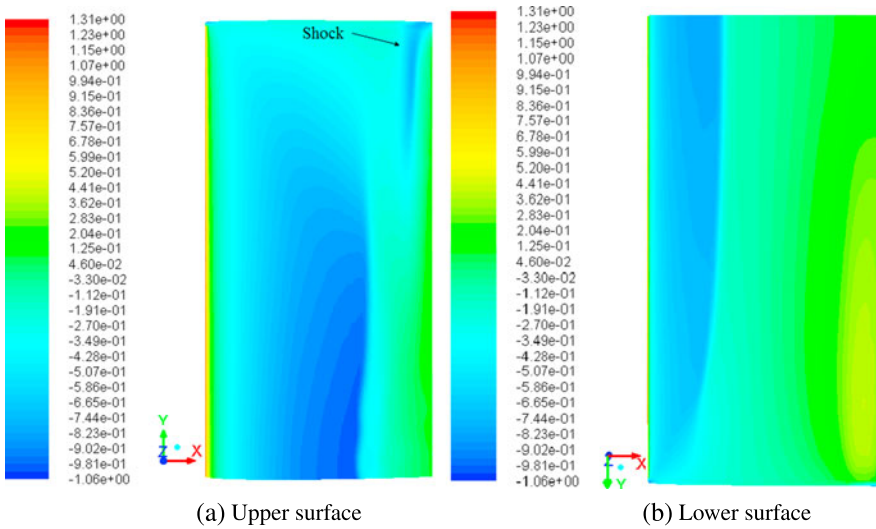 1.31e+00
1.23e+00
1.15e+00
1.07e+00
9.94e-01
9.15e-01
8.36e-01
7.57e-01
6.78e-01
5.99e-01
5.20e-01
4.41e-01
3.62e-01
2.83e-01
2.04e-01
1.25e-01
4.60e-02
-3.30e-02
-1.12e-01
-1.91e-01
-2.70e-01
-3.49e-01
-4.28e-01
-5.07e-01
-5.86e-01
-6.65e-01
-7.44e-01
-8.23e-01
-9.02e-01
-9.81e-01
-1.06e+00
Shock
Y
Z
X
(a) Upper surface
1.31e+00
1.23e+00
1.15e+00
1.07e+00
9.94e-01
9.15e-01
8.36e-01
7.57e-01
6.78e-01
5.99e-01
5.20e-01
4.41e-01
3.62e-01
2.83e-01
2.04e-01
1.25e-01
4.60e-02
-3.30e-02
-1.12e-01
-1.91e-01
-2.70e-01
-3.49e-01
-4.28e-01
-5.07e-01
-5.86e-01
-6.65e-01
-7.44e-01
-8.23e-01
-9.02e-01
-9.81e-01
-1.06e+00
Z
X
Y
(b) Lower surface